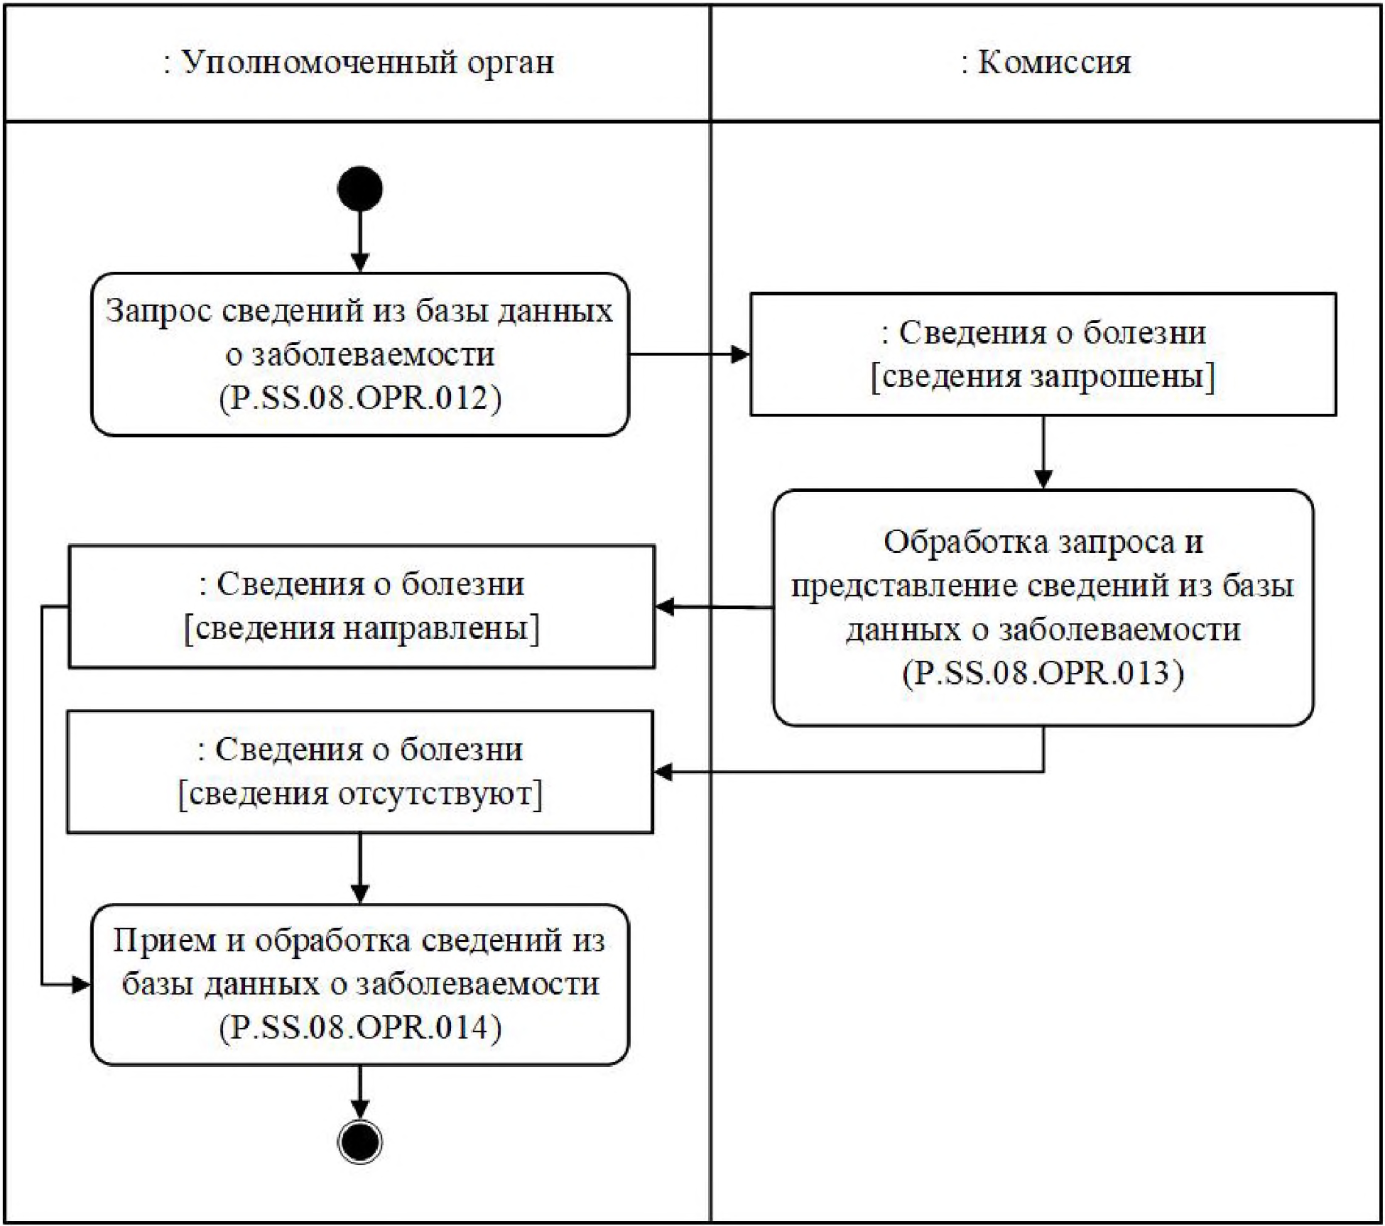 : Уполномоченный орган
: Комиссия
Запрос сведений из базы данных
о заболеваемости
(P.SS.08.OPR.012)
: Сведения о болезни
[сведения запрошены]
Обработка запроса и
представление сведений из базы
данных о заболеваемости
(P.SS.08.OPR.013)
: Сведения о болезни
[сведения направлены]
: Сведения о болезни
[сведения отсутствуют]
Прием и обработка сведений из
базы данных о заболеваемости
(P.SS.08.OPR.014)